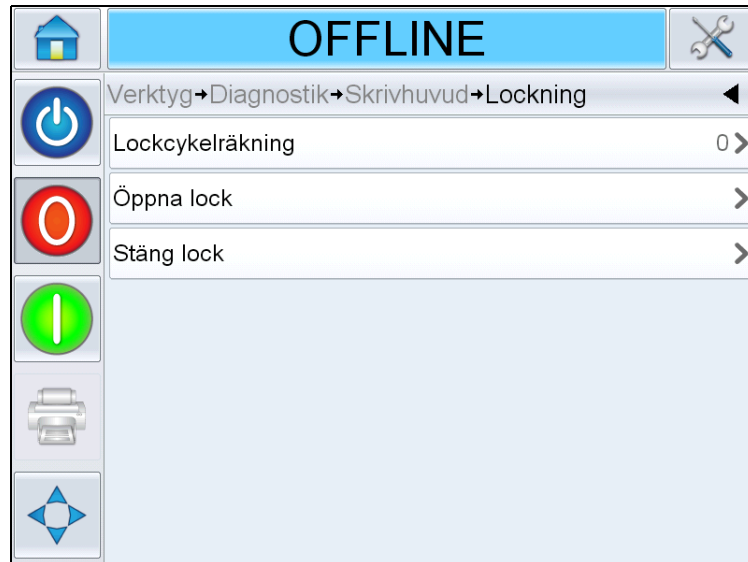 OFFLINE
Verktyg→Diagnostik→Skrivhuvud→Lockning
Lockcykelräkning 0
Öppna lock
Stäng lock